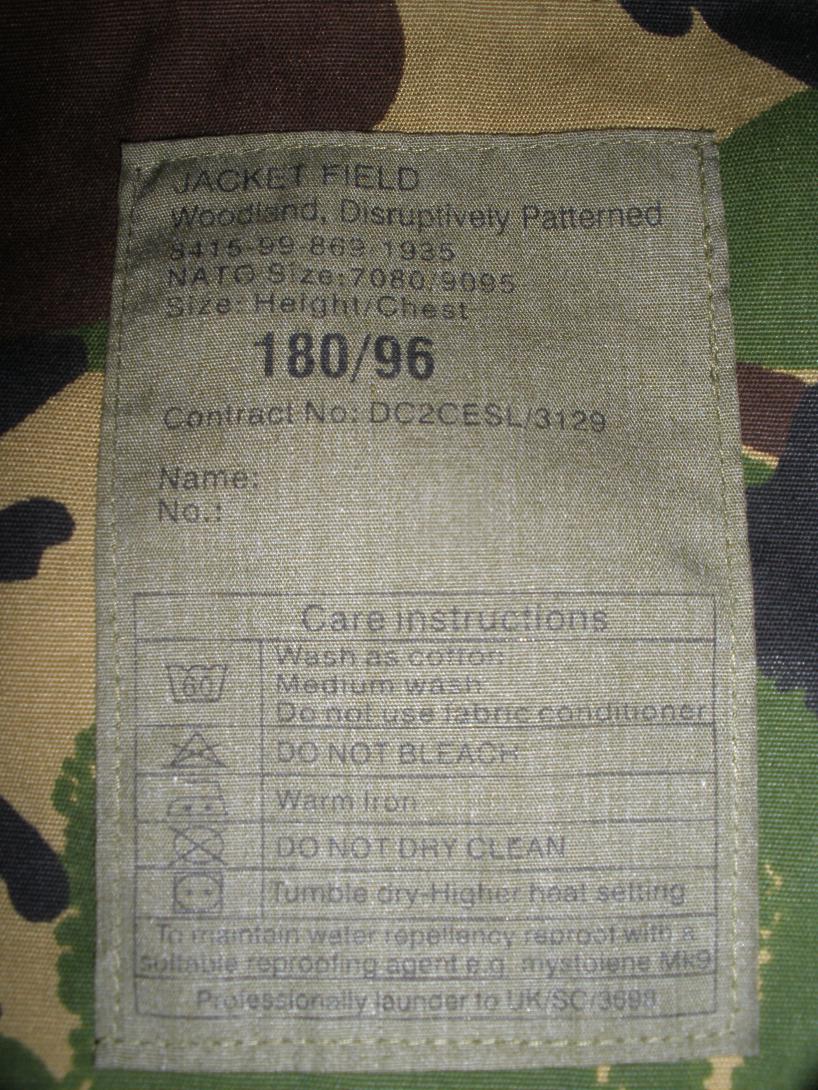 JACKET FIELD
Woodland, Disruptively Patterned
8415-99-869-1935
NATO Size:7080/9095
Size: Height/Chest
180/96
Contract No: DC2CESL/3129
Name:
No.:
Care instructions
60
Wash as cotton
Medium wash
Do not use fabric conditioner
DO NOT BLEACH
Warm Iron
DO NOT DRY CLEAN
Tumble dry-Higher heat setting
To maintain water repellency reproof with a
suitable reproofing agent e.g. mystolene Mk9
Professionally launder to UK/SC/3698